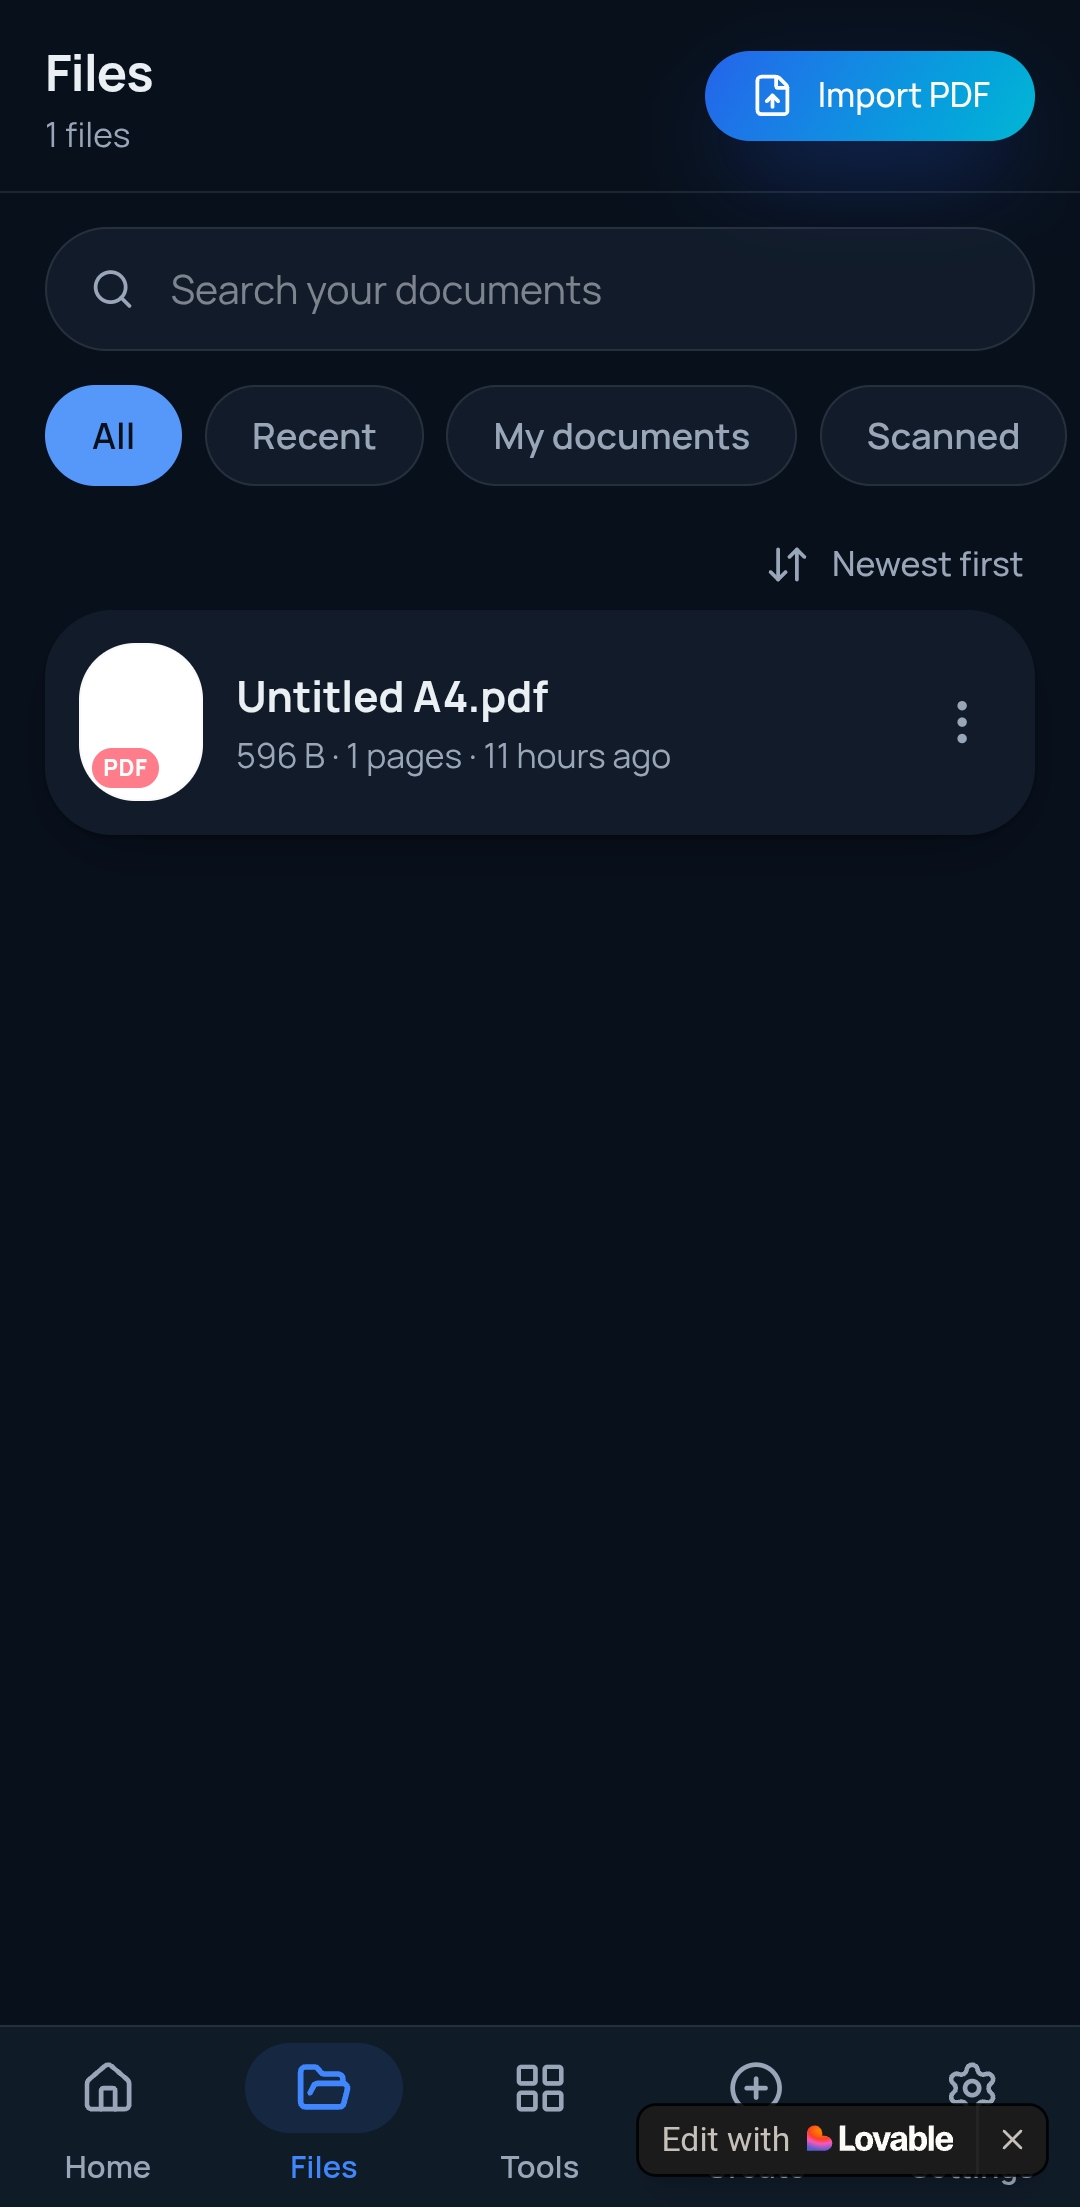 Files
1 files
Import PDF
Search your documents
All
Recent
My documents
Scanned
Newest first
PDF
Untitled A4.pdf
596 B · 1 pages · 11 hours ago
Home
Files
Tools
Edit with Lovable